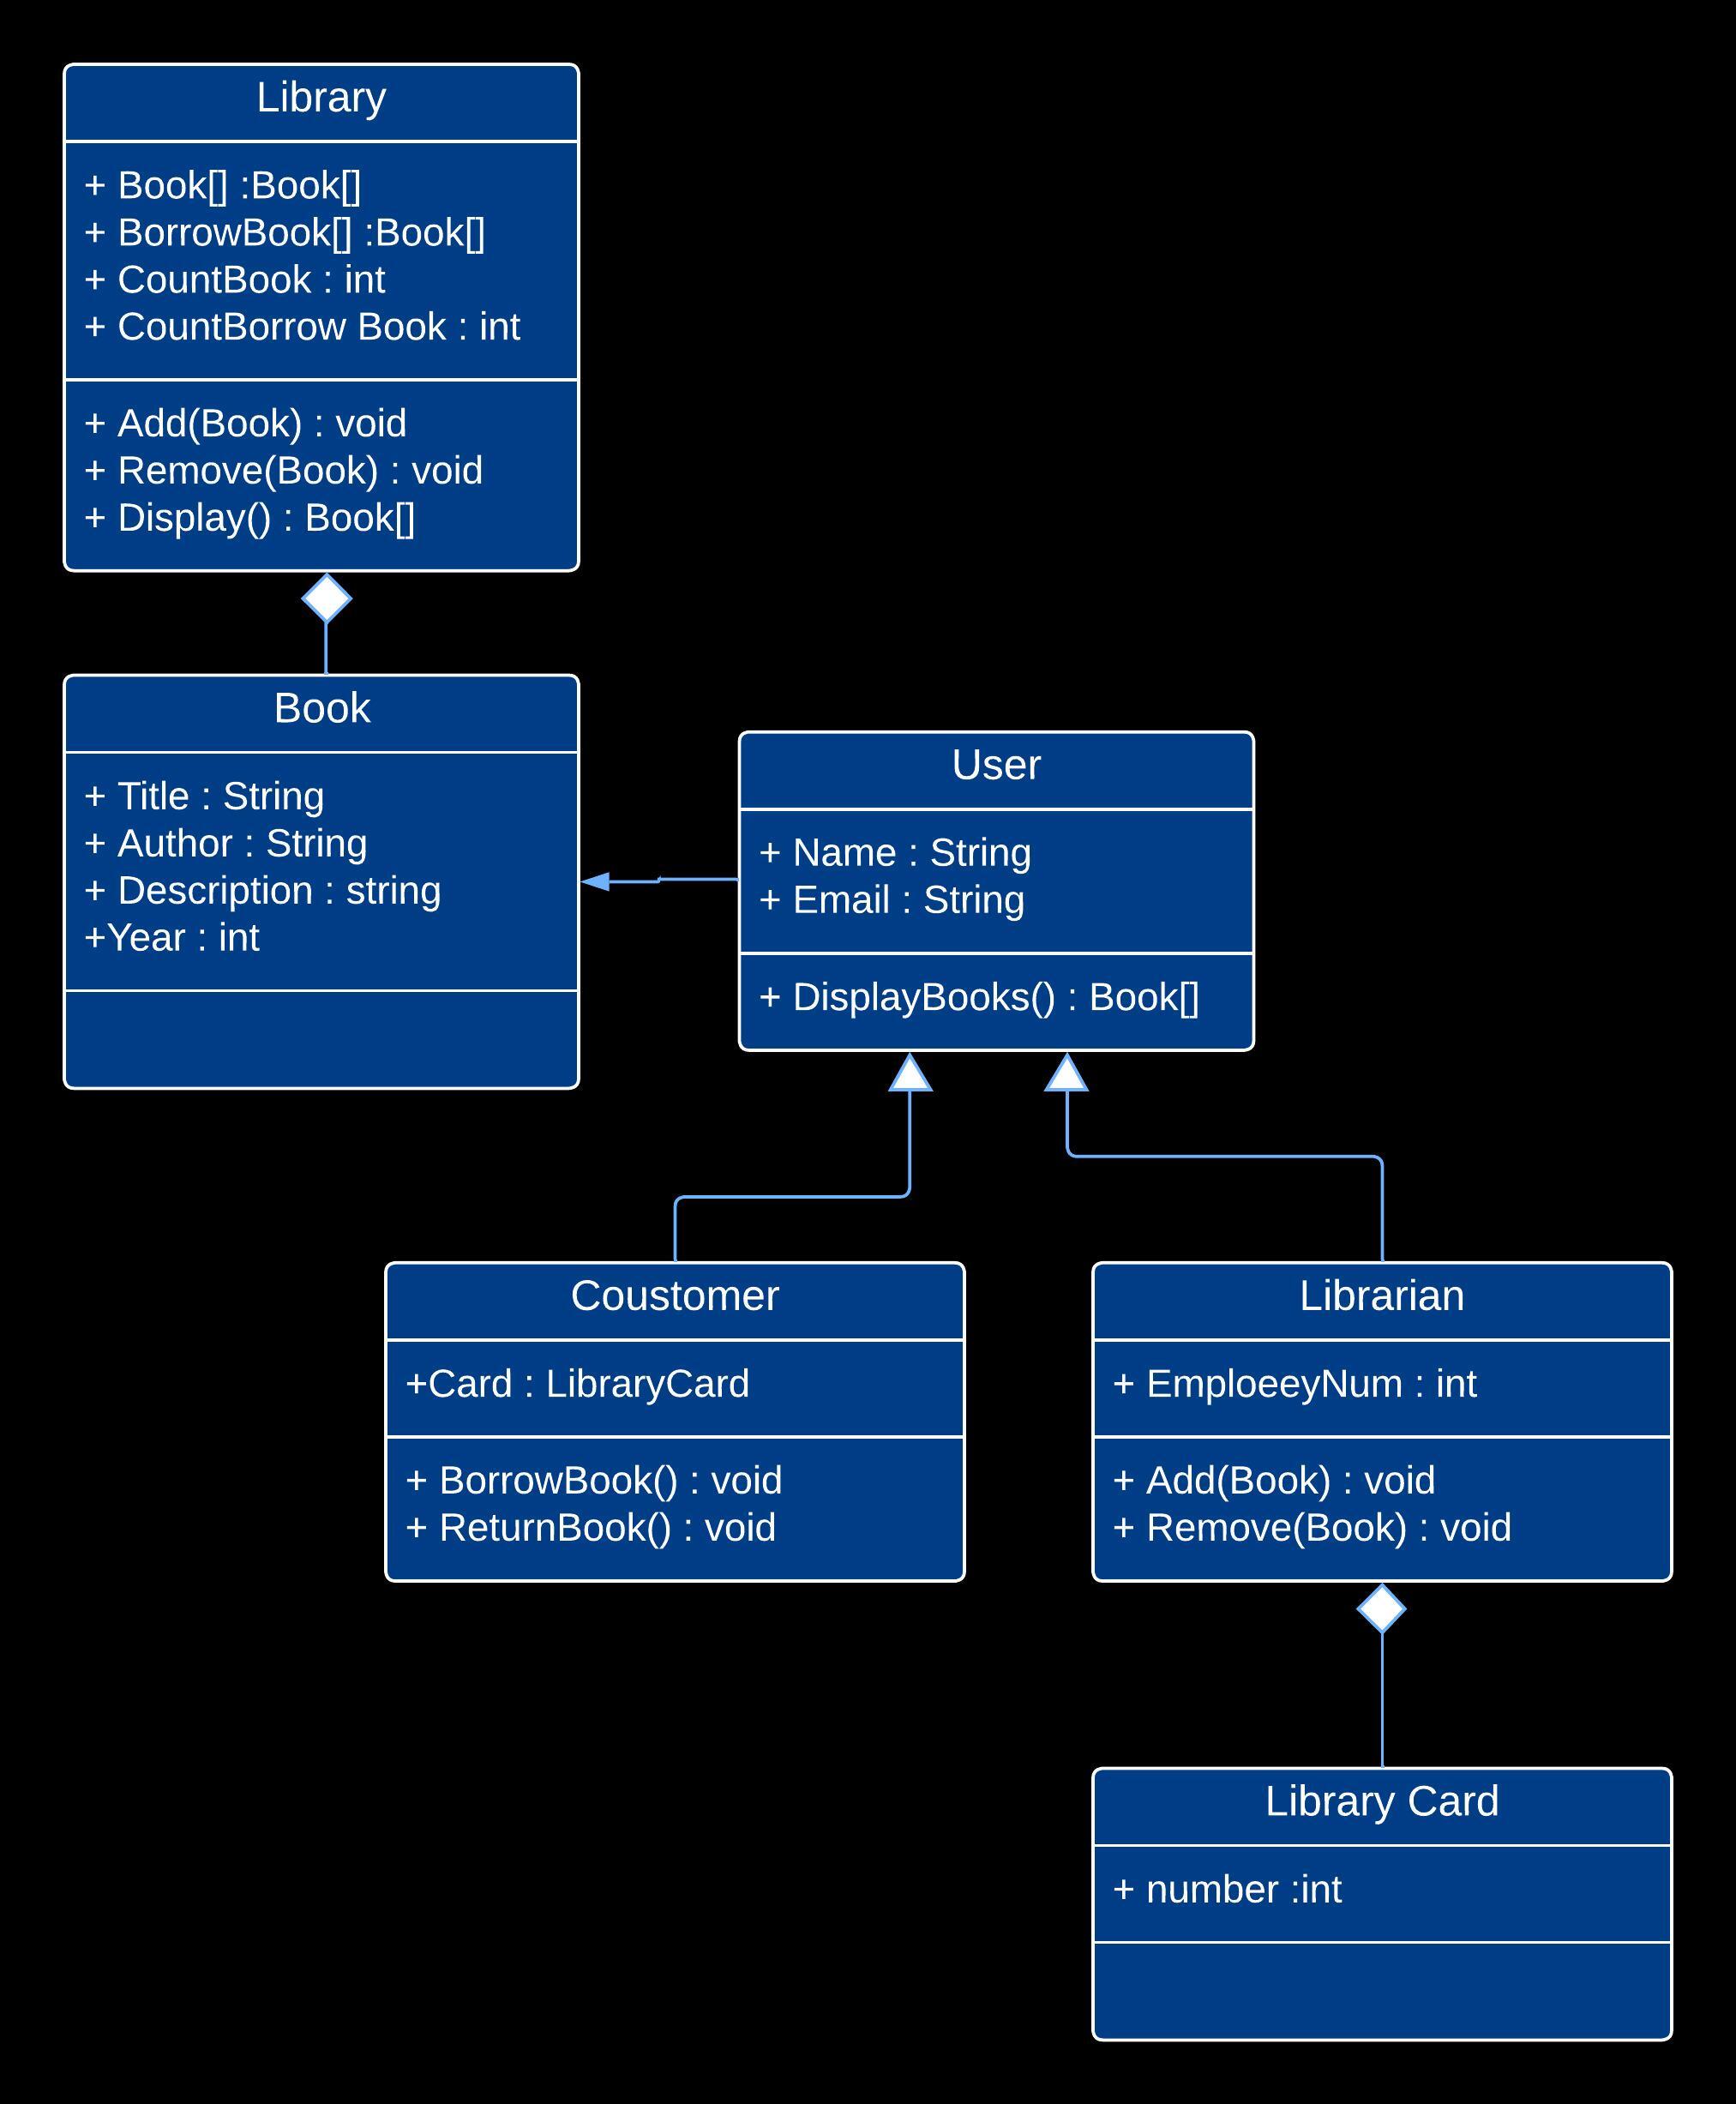 Library
+ Book[] :Book[]
+ BorrowBook[] :Book[]
+ CountBook : int
+ CountBorrow Book : int
+ Add(Book) : void
+ Remove(Book) : void
+ Display() : Book[]
Book
+ Title : String
+ Author : String
+ Description : string
+Year : int
User
+ Name : String
+ Email : String
+ DisplayBooks() : Book[]
Coustomer
+Card : LibraryCard
+ BorrowBook() : void
+ ReturnBook() : void
Librarian
+ EmploeeyNum : int
+ Add(Book) : void
+ Remove(Book) : void
Library Card
+ number :int